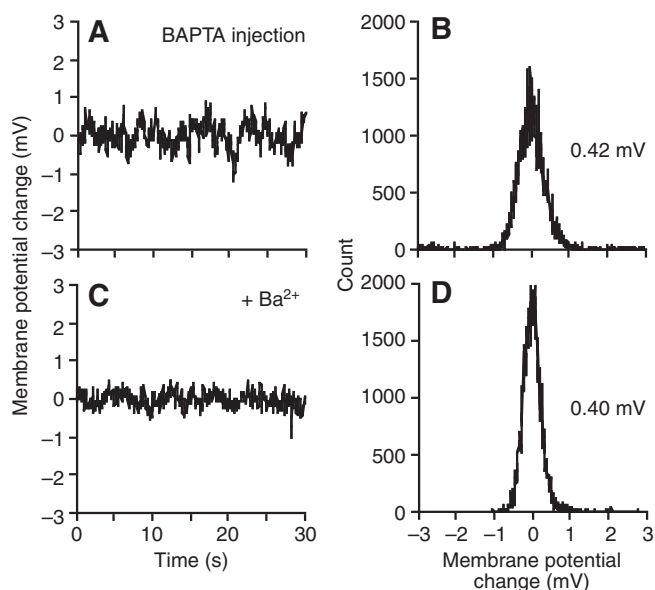 A
BAPTA injection
3
2
1
0
–1
–2
–3
Membrane potential change (mV)
B
2000
1500
1000
500
0
0.42 mV
Count
C
+ Ba²⁺
3
2
1
0
–1
–2
–3
0 10 20 30
Time (s)
D
2000
1500
1000
500
0
0.40 mV
–3 –2 –1 0 1 2 3
Membrane potential
change (mV)